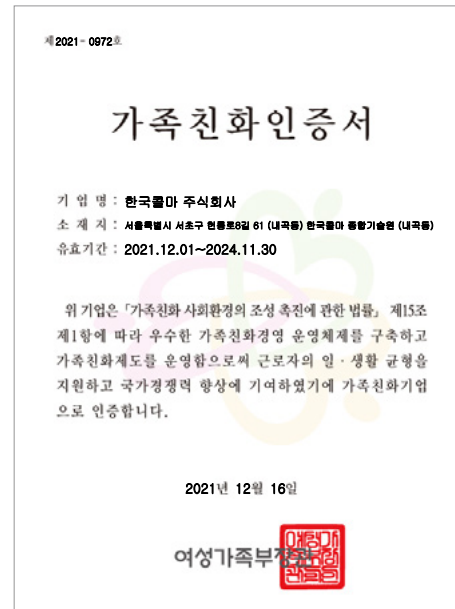 제2021- 0972호
가족친화인증서
기 업 명 : 한국콜마 주식회사
소 재 지 : 서울특별시 서초구 헌릉로8길 61 (내곡동) 한국콜마 종합기술원 (내곡동)
유효기간 : 2021.12.01~2024.11.30
위 기업은 「가족친화 사회환경의 조성 촉진에 관한 법률」 제15조
제1항에 따라 우수한 가족친화경영 운영체제를 구축하고
가족친화제도를 운영함으로써 근로자의 일 · 생활 균형을
지원하고 국가경쟁력 향상에 기여하였기에 가족친화기업
으로 인증합니다.
2021년 12월 16일
여성가족부장관